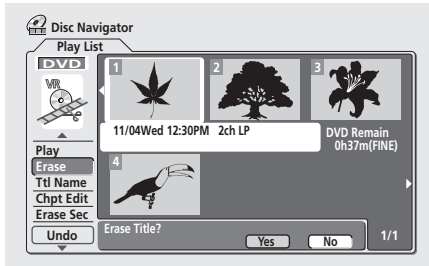 Disc Navigator
Play List
DVD
VR
1
2
3
11/04Wed 12:30PM 2ch LP
DVD Remain
0h37m(FINE)
4
Play
Erase
Ttl Name
Chpt Edit
Erase Sec
Undo
Erase Title?
Yes
No
1/1